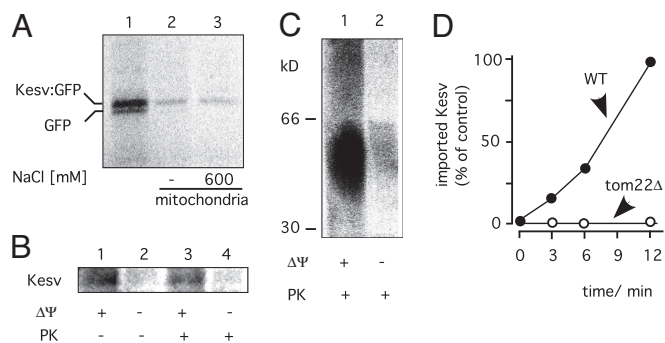 A
1 2 3
Kesv:GFP
GFP
NaCl [mM] - 600
mitochondria
B
1 2 3 4
Kesv
ΔΨ + - + -
PK - - + +
C
1 2
kD
66
30
ΔΨ + -
PK + +
D
imported Kesv
(% of control)
100
50
0
WT
tom22Δ
0 3 6 9 12
time/ min